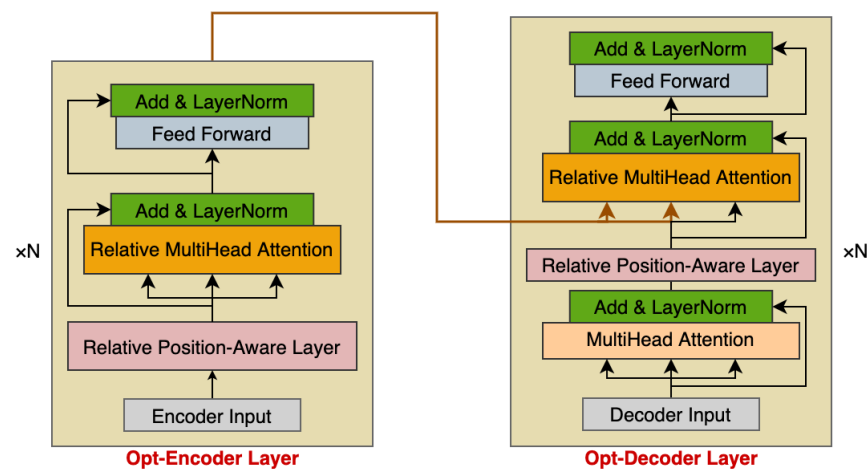 Add & LayerNorm
Feed Forward
Add & LayerNorm
Relative MultiHead Attention
×N
Relative Position-Aware Layer
Encoder Input
Opt-Encoder Layer
Add & LayerNorm
Feed Forward
Add & LayerNorm
Relative MultiHead Attention
×N
Relative Position-Aware Layer
Add & LayerNorm
MultiHead Attention
Decoder Input
Opt-Decoder Layer